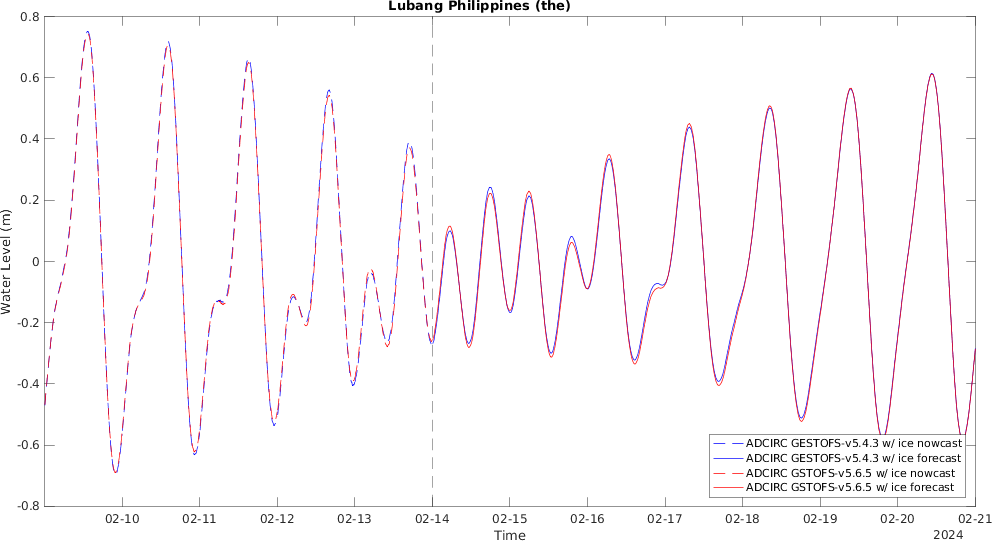 Lubang Philippines (the)
0.8
0.6
0.4
0.2
0
-0.2
-0.4
-0.6
-0.8
Water Level (m)
02-10 02-11 02-12 02-13 02-14 02-15 02-16 02-17 02-18 02-19 02-20 02-21
Time
2024
ADCIRC GESTOFS-v5.4.3 w/ ice nowcast
ADCIRC GESTOFS-v5.4.3 w/ ice forecast
ADCIRC GSTOFS-v5.6.5 w/ ice nowcast
ADCIRC GSTOFS-v5.6.5 w/ ice forecast